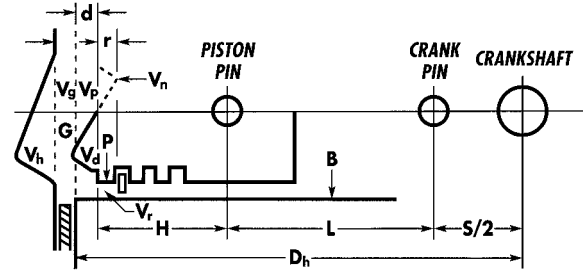 d
r
PISTON
PIN
CRANK
PIN
CRANKSHAFT
Vg
Vp
Vn
G
P
Vh
Vd
B
Vr
H
L
S/2
Dh